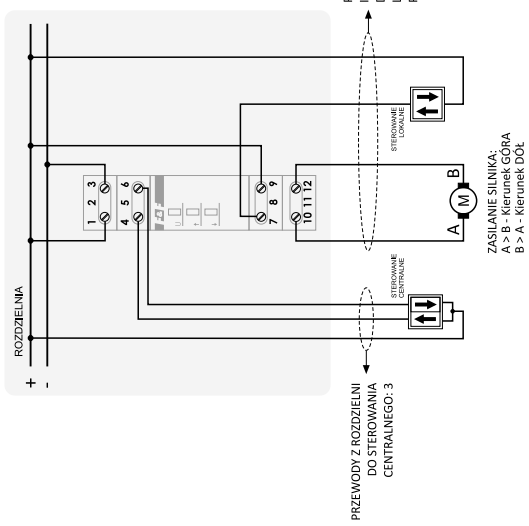 ROZDZIELNIA
+
-
1 2 3
4 5 6
F&F
U
7 8 9
10 11 12
STEROWANIE
LOKALNE
STEROWANIE
CENTRALNE
A
M
B
PRZEWODY Z ROZDZIELNI
DO STEROWANIA
CENTRALNEGO: 3
ZASILANIE SILNIKA:
A > B - Kierunek GÓRA
B > A - Kierunek DÓŁ